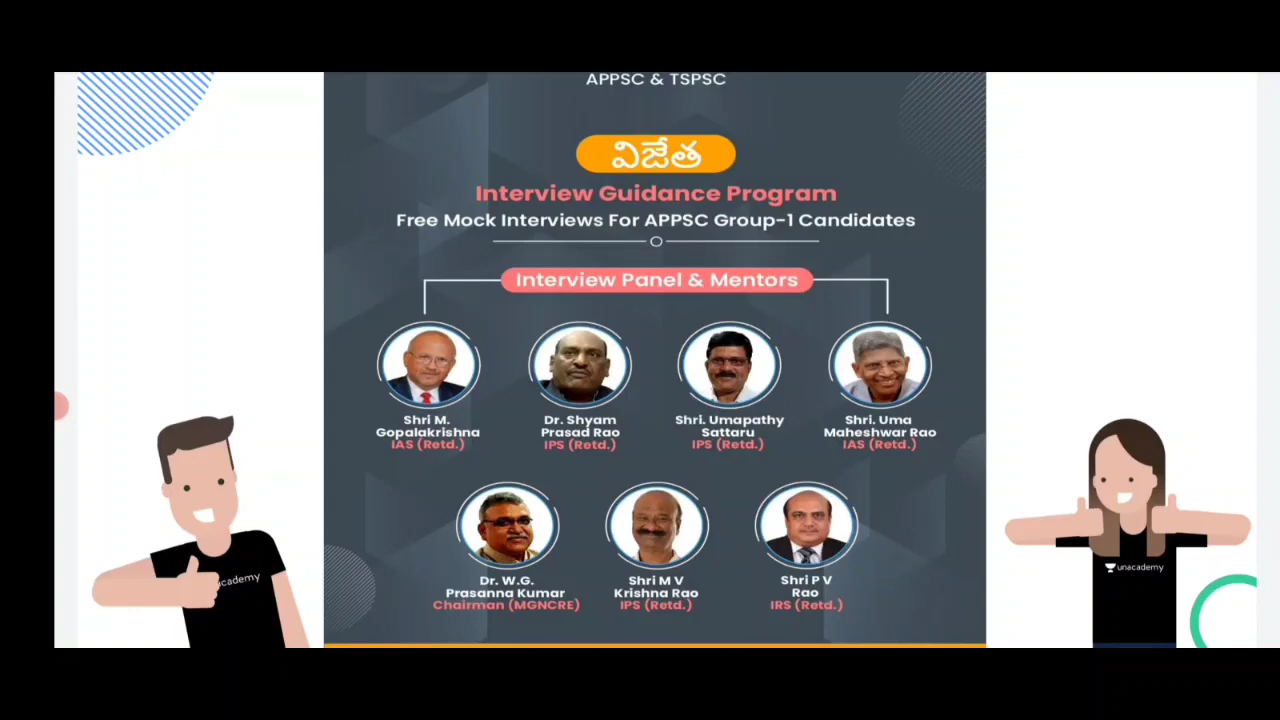 APPSC & TSPSC
విజేత
Interview Guidance Program
Free Mock Interviews For APPSC Group-1 Candidates
Interview Panel & Mentors
Shri M.
Gopalakrishna
IAS (Retd.)
Dr. Shyam
Prasad Rao
IPS (Retd.)
Shri. Umapathy
Sattaru
IPS (Retd.)
Shri. Uma
Maheshwar Rao
IAS (Retd.)
Dr. W.G.
Prasanna Kumar
Chairman (MGNCRE)
Shri M V
Krishna Rao
IPS (Retd.)
Shri P V
Rao
IRS (Retd.)
cademy
unacademy